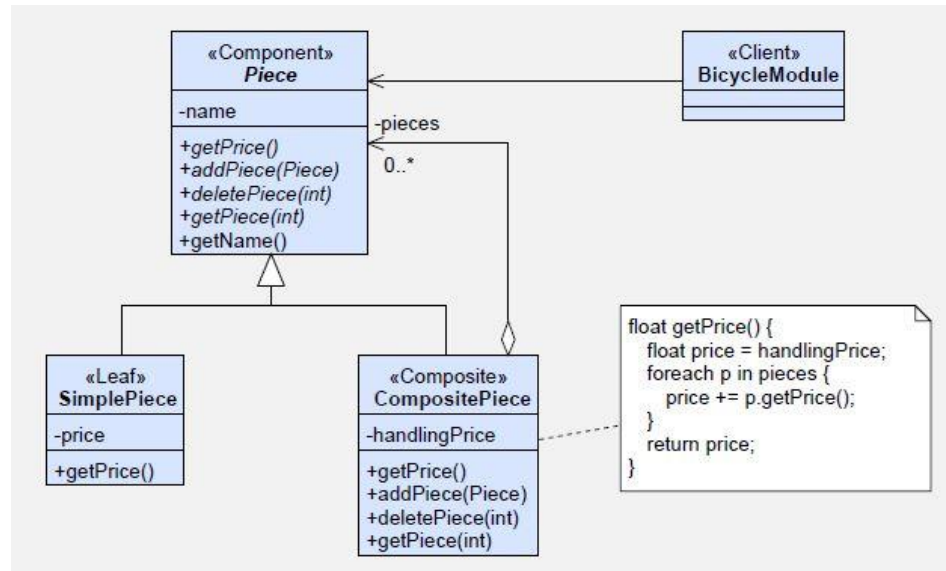 «Component»
Piece
-name
+getPrice()
+addPiece(Piece)
+deletePiece(int)
+getPiece(int)
+getName()
«Client»
BicycleModule
-pieces
0..*
«Leaf»
SimplePiece
-price
+getPrice()
«Composite»
CompositePiece
-handlingPrice
+getPrice()
+addPiece(Piece)
+deletePiece(int)
+getPiece(int)
float getPrice() {
float price = handlingPrice;
foreach p in pieces {
price += p.getPrice();
}
return price;
}